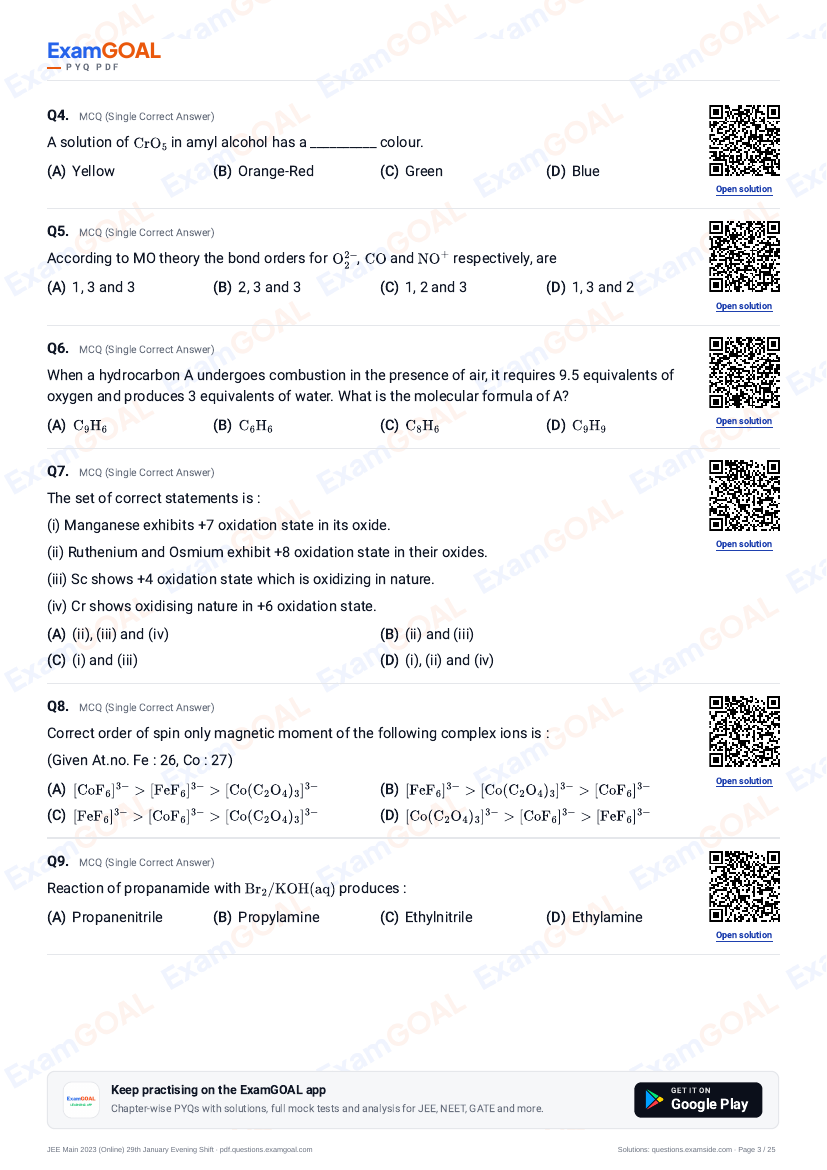 ExamGOAL
PYQ PDF
Q4. MCQ (Single Correct Answer)
A solution of CrO₅ in amyl alcohol has a __________ colour.
(A) Yellow (B) Orange-Red (C) Green (D) Blue
Open solution
Q5. MCQ (Single Correct Answer)
According to MO theory the bond orders for O₂²⁻, CO and NO⁺ respectively, are
(A) 1, 3 and 3 (B) 2, 3 and 3 (C) 1, 2 and 3 (D) 1, 3 and 2
Open solution
Q6. MCQ (Single Correct Answer)
When a hydrocarbon A undergoes combustion in the presence of air, it requires 9.5 equivalents of
oxygen and produces 3 equivalents of water. What is the molecular formula of A?
(A) C₉H₆ (B) C₆H₆ (C) C₈H₆ (D) C₉H₉
Open solution
Q7. MCQ (Single Correct Answer)
The set of correct statements is :
(i) Manganese exhibits +7 oxidation state in its oxide.
(ii) Ruthenium and Osmium exhibit +8 oxidation state in their oxides.
(iii) Sc shows +4 oxidation state which is oxidizing in nature.
(iv) Cr shows oxidising nature in +6 oxidation state.
(A) (ii), (iii) and (iv) (B) (ii) and (iii)
(C) (i) and (iii) (D) (i), (ii) and (iv)
Open solution
Q8. MCQ (Single Correct Answer)
Correct order of spin only magnetic moment of the following complex ions is :
(Given At.no. Fe : 26, Co : 27)
(A) [CoF₆]³⁻ > [FeF₆]³⁻ > [Co(C₂O₄)₃]³⁻ (B) [FeF₆]³⁻ > [Co(C₂O₄)₃]³⁻ > [CoF₆]³⁻
(C) [FeF₆]³⁻ > [CoF₆]³⁻ > [Co(C₂O₄)₃]³⁻ (D) [Co(C₂O₄)₃]³⁻ > [CoF₆]³⁻ > [FeF₆]³⁻
Open solution
Q9. MCQ (Single Correct Answer)
Reaction of propanamide with Br₂/KOH(aq) produces :
(A) Propanenitrile (B) Propylamine (C) Ethylnitrile (D) Ethylamine
Open solution
ExamGOAL
Keep practising on the ExamGOAL app
Chapter-wise PYQs with solutions, full mock tests and analysis for JEE, NEET, GATE and more.
GET IT ON
Google Play
JEE Main 2023 (Online) 29th January Evening Shift · pdf.questions.examgoal.com
Solutions: questions.examside.com · Page 3 / 25